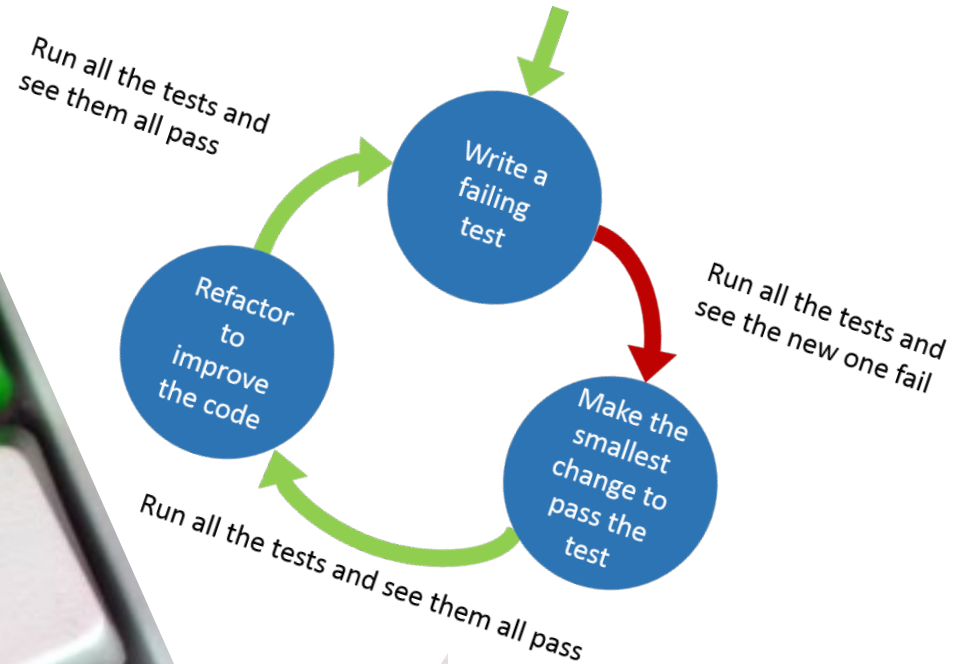 Run all the tests and
see them all pass
Write a
failing
test
Run all the tests and
see the new one fail
Make the
smallest
change to
pass the
test
Run all the tests and see them all pass
Refactor
to
improve
the code